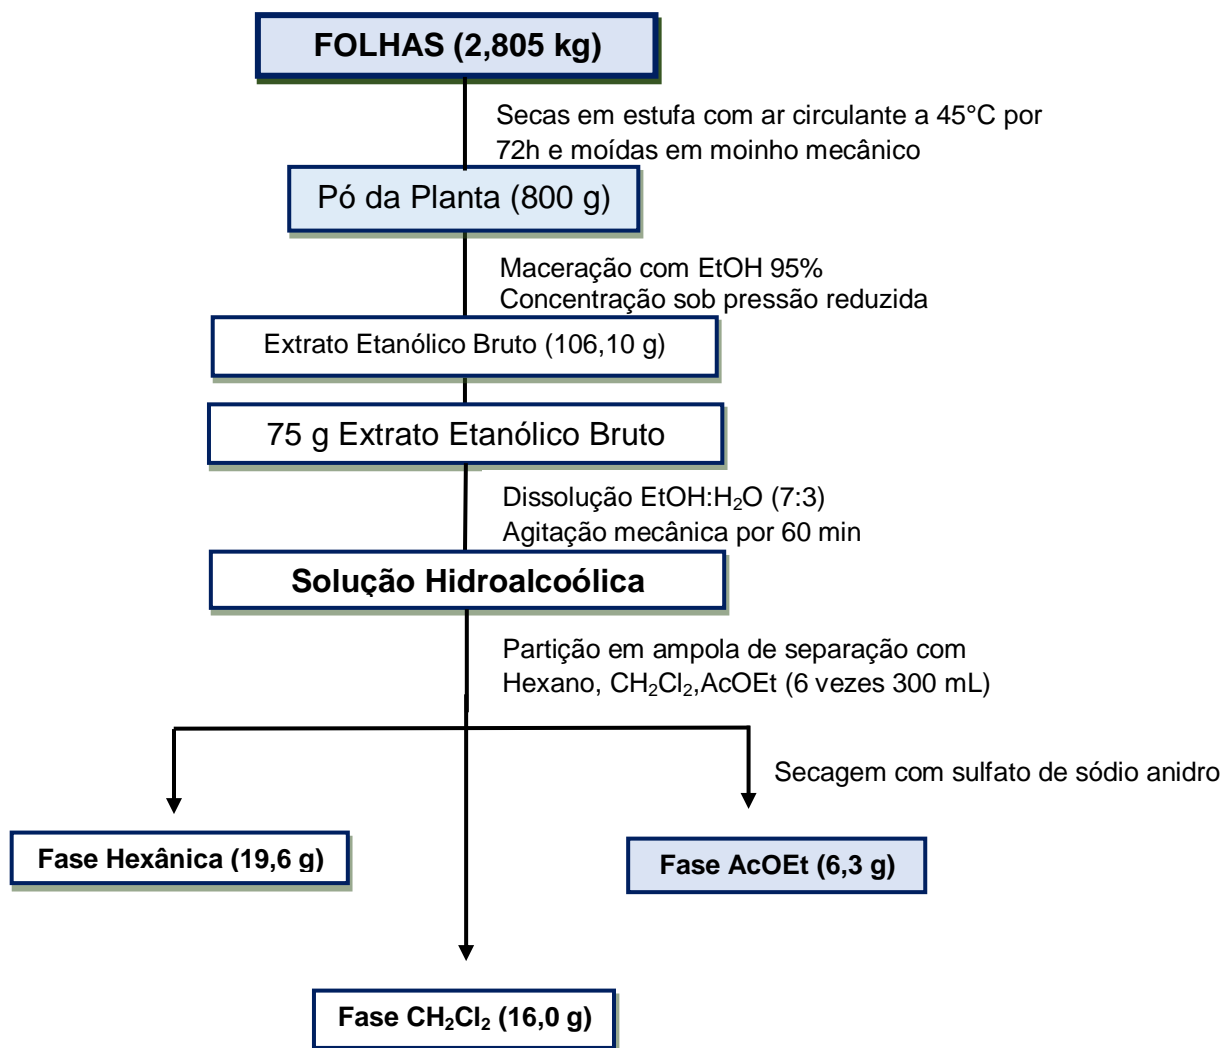 FOLHAS (2,805 kg)
Secas em estufa com ar circulante a 45°C por
72h e moídas em moinho mecânico
Pó da Planta (800 g)
Maceração com EtOH 95%
Concentração sob pressão reduzida
Extrato Etanólico Bruto (106,10 g)
75 g Extrato Etanólico Bruto
Dissolução EtOH:H₂O (7:3)
Agitação mecânica por 60 min
Solução Hidroalcoólica
Partição em ampola de separação com
Hexano, CH₂Cl₂,AcOEt (6 vezes 300 mL)
Secagem com sulfato de sódio anidro
Fase Hexânica (19,6 g)
Fase AcOEt (6,3 g)
Fase CH₂Cl₂ (16,0 g)